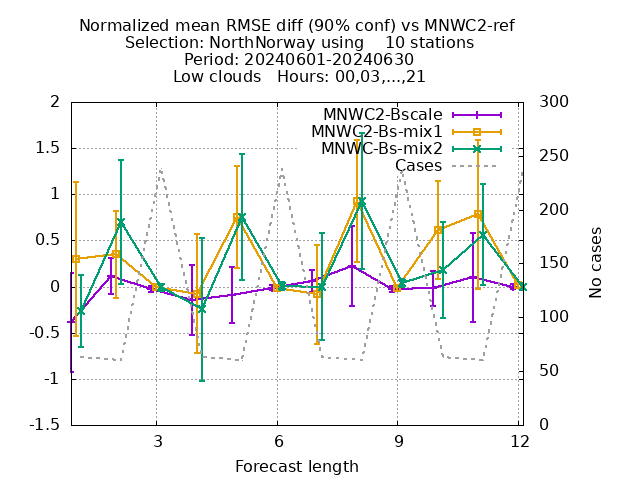 Normalized mean RMSE diff (90% conf) vs MNWC2-ref
Selection: NorthNorway using    10 stations
Period: 20240601-20240630
Low clouds   Hours: 00,03,...,21
MNWC2-Bscale
MNWC2-Bs-mix1
MNWC-Bs-mix2
Cases
2
1.5
1
0.5
0
-0.5
-1
-1.5
300
250
200
150
100
50
0
No cases
3
6
9
12
Forecast length